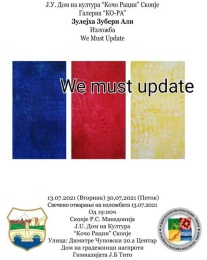 Ј.У. Дом на култура "Кочо Рацин" Скопје
Галерија "КО-РА"
Зулејха Зубери Али
Изложба
We Must Update
We must update
13.07.2021 (Вторник) 30,07.2021 (Петок)
Свечено отварање на изложбата 13.07.2021
Од 19:00ч
Скопје Р.С. Македонија
J.U. Дом на Култура
"Кочо Рацин" Скопје
Улица: Димитрие Чуповски 20.а Центар
Дом на градежници наспроти
Гимназијата Ј.Б Тито